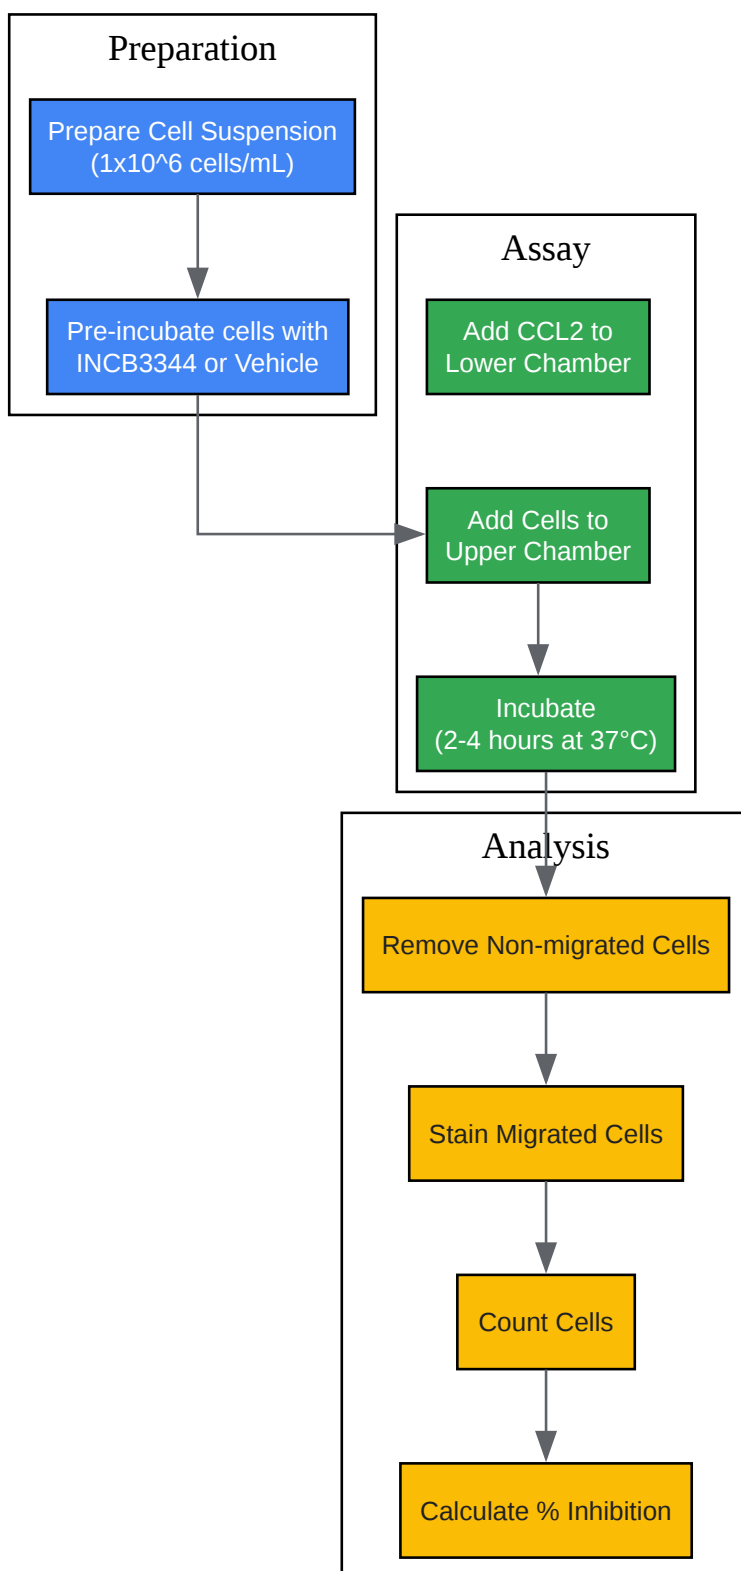 Preparation
Prepare Cell Suspension
(1x10^6 cells/mL)
Pre-incubate cells with
INCB3344 or Vehicle
Assay
Add CCL2 to
Lower Chamber
Add Cells to
Upper Chamber
Incubate
(2-4 hours at 37°C)
Analysis
Remove Non-migrated Cells
Stain Migrated Cells
Count Cells
Calculate % Inhibition